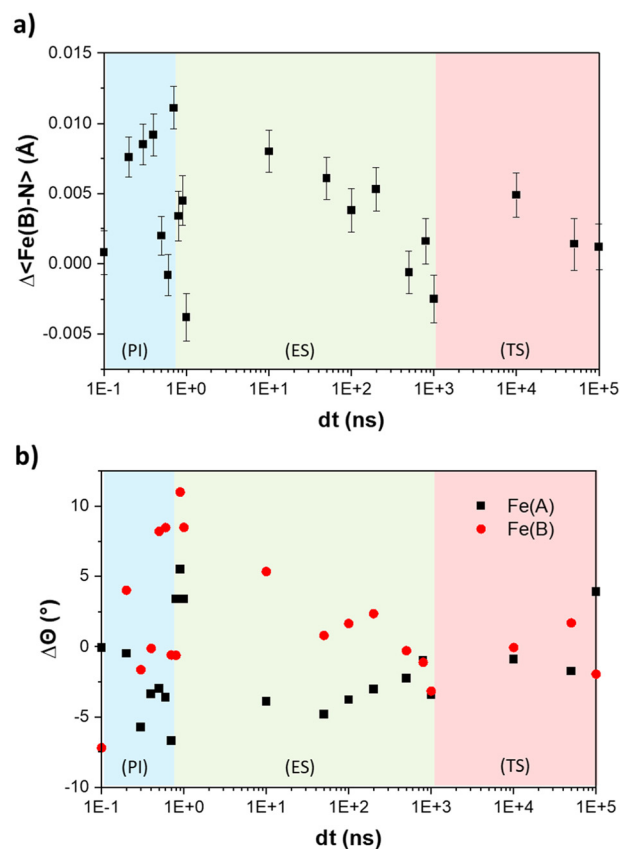 a)
Δ<Fe(B)-N> (Å)
0.015
0.010
0.005
0.000
-0.005
(PI)
(ES)
(TS)
1E-1 1E+0 1E+1 1E+2 1E+3 1E+4 1E+5
dt (ns)
b)
ΔΘ (°)
10
5
0
-5
-10
Fe(A)
Fe(B)
(PI)
(ES)
(TS)
1E-1 1E+0 1E+1 1E+2 1E+3 1E+4 1E+5
dt (ns)